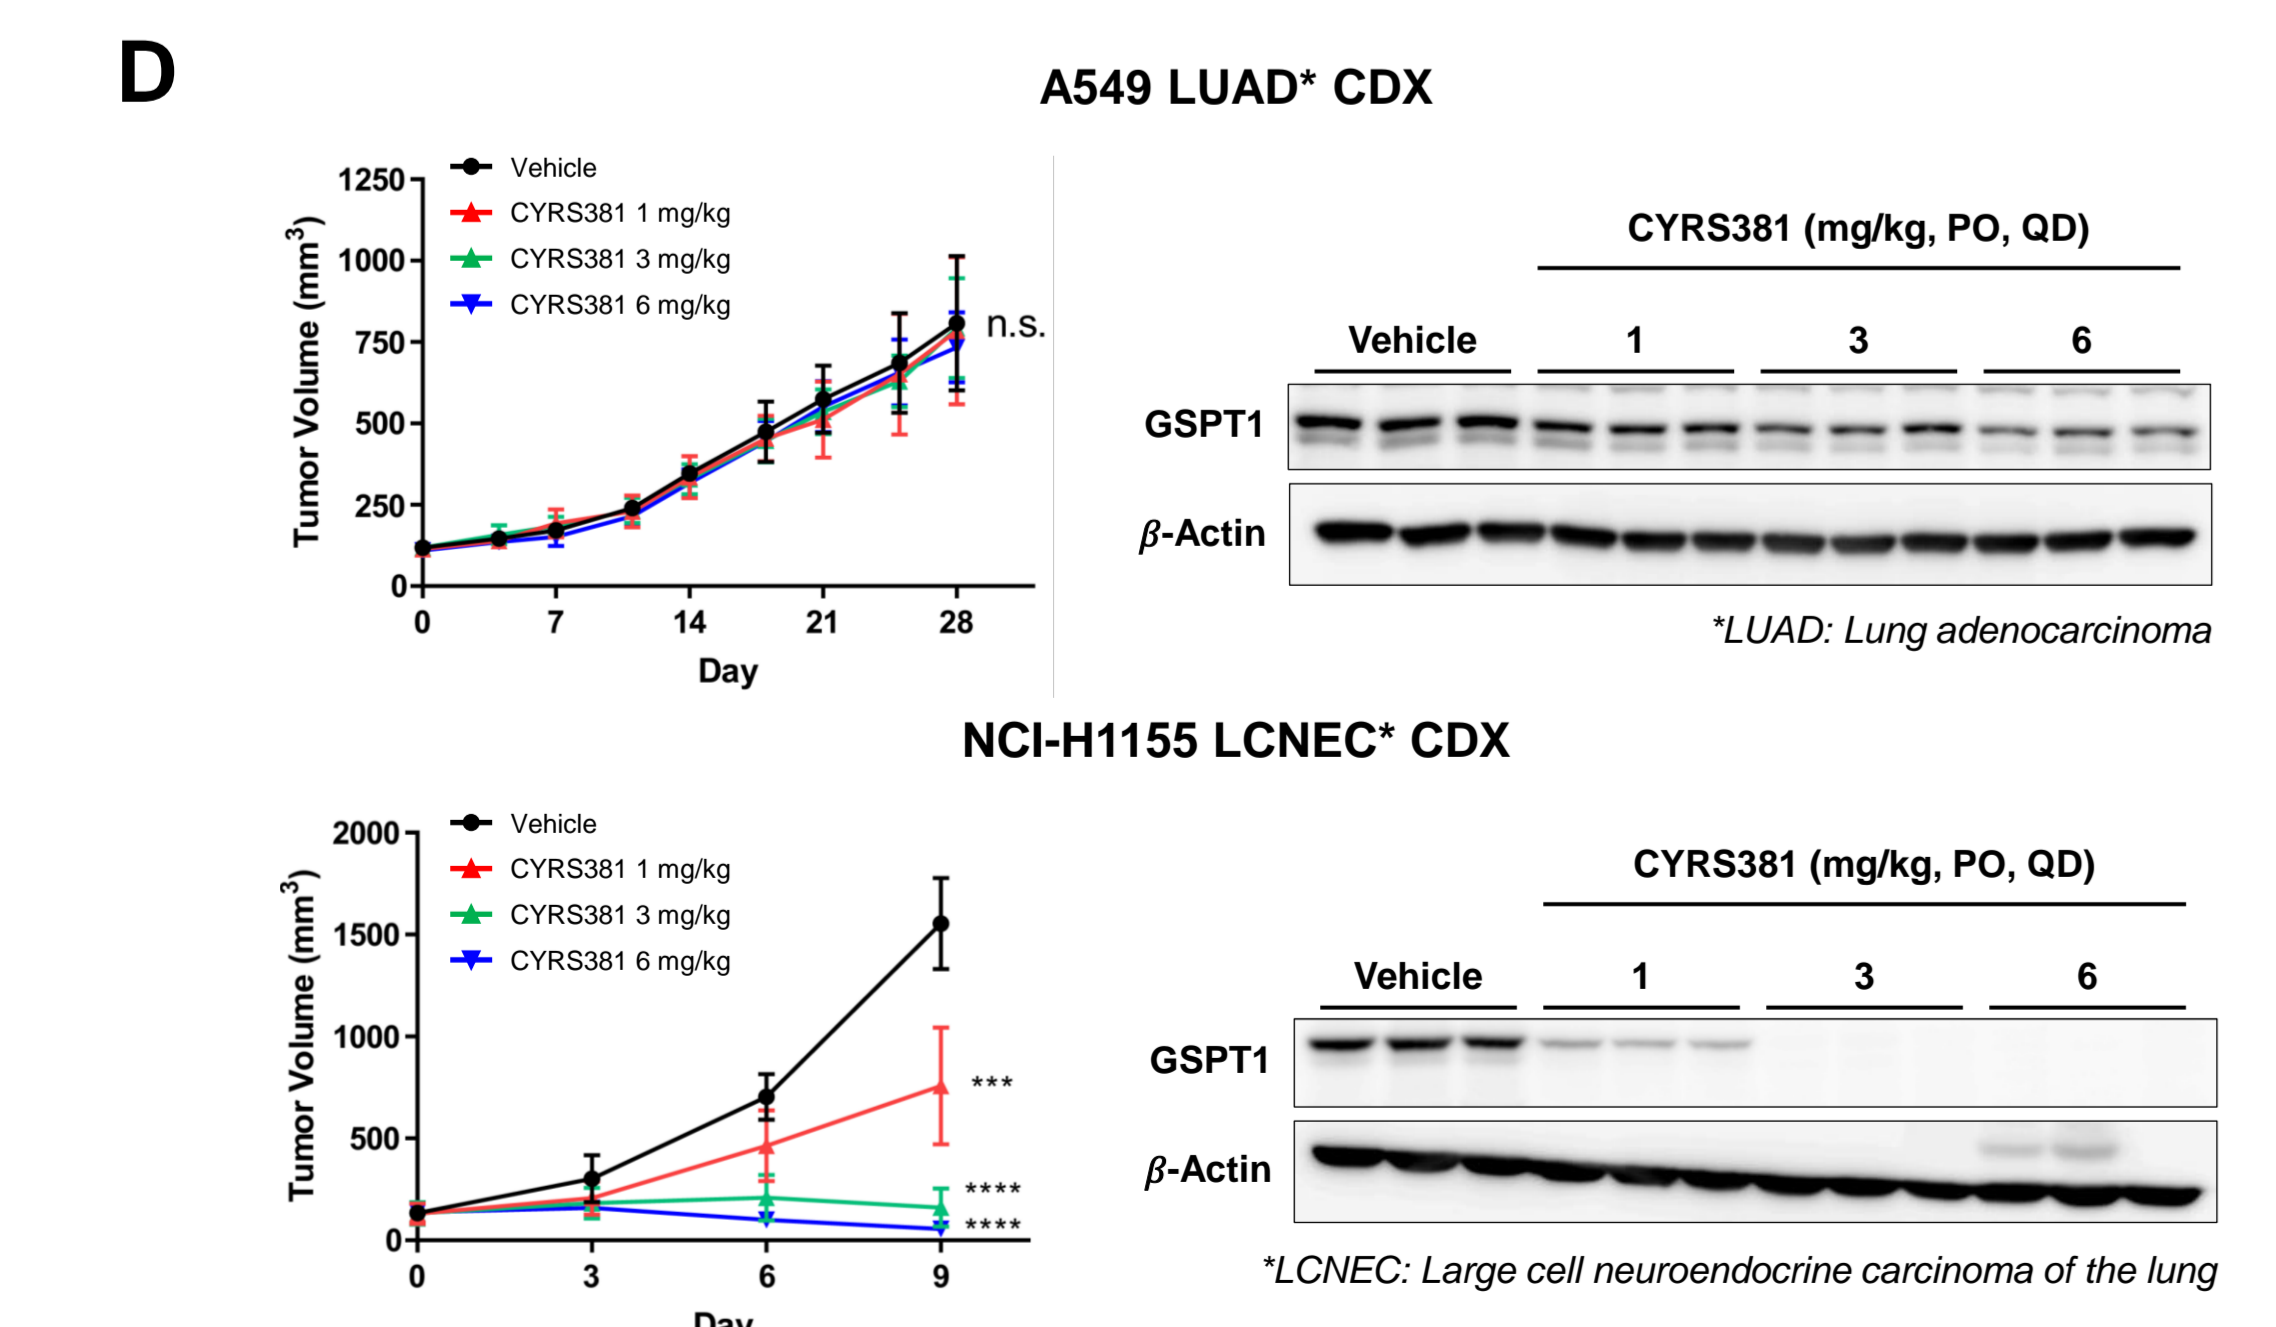 D
A549 LUAD* CDX
Vehicle
CYRS381 1 mg/kg
CYRS381 3 mg/kg
CYRS381 6 mg/kg
Tumor Volume (mm³)
1250
1000
750
500
250
0
n.s.
0 7 14 21 28
Day
CYRS381 (mg/kg, PO, QD)
Vehicle 1 3 6
GSPT1
β-Actin
*LUAD: Lung adenocarcinoma
NCI-H1155 LCNEC* CDX
Vehicle
CYRS381 1 mg/kg
CYRS381 3 mg/kg
CYRS381 6 mg/kg
Tumor Volume (mm³)
2000
1500
1000
500
0
***
****
****
0 3 6 9
Day
CYRS381 (mg/kg, PO, QD)
Vehicle 1 3 6
GSPT1
β-Actin
*LCNEC: Large cell neuroendocrine carcinoma of the lung